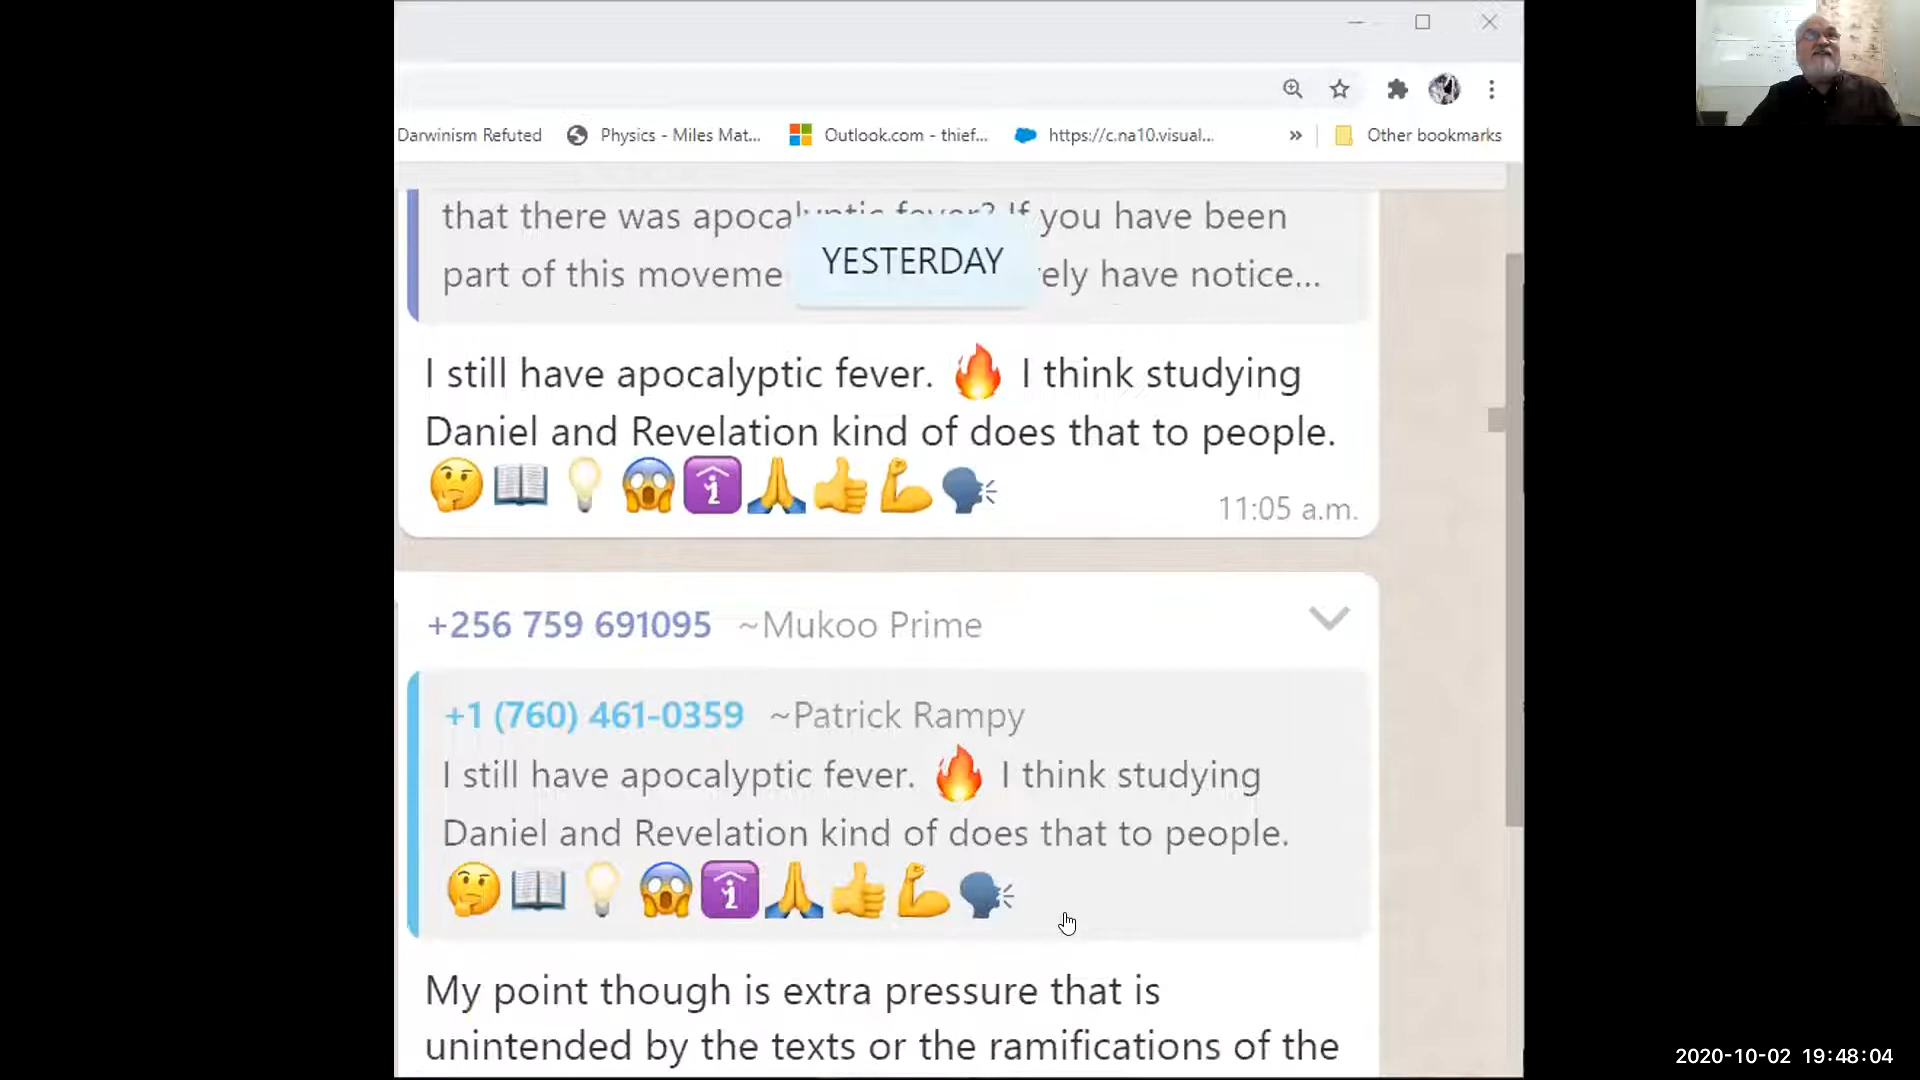 Darwinism Refuted Physics - Miles Mat... Outlook.com - thief... https://c.na10.visual... » Other bookmarks
that there was apocalyptic fever? If you have been
part of this moveme ely have notice...
YESTERDAY
I still have apocalyptic fever. 🔥 I think studying
Daniel and Revelation kind of does that to people.
🤔📖💡😱🛐🙏👍💪🗣
11:05 a.m.
+256 759 691095 ~Mukoo Prime
+1 (760) 461-0359 ~Patrick Rampy
I still have apocalyptic fever. 🔥 I think studying
Daniel and Revelation kind of does that to people.
🤔📖💡😱🛐🙏👍💪🗣
My point though is extra pressure that is
unintended by the texts or the ramifications of the
2020-10-02 19:48:04